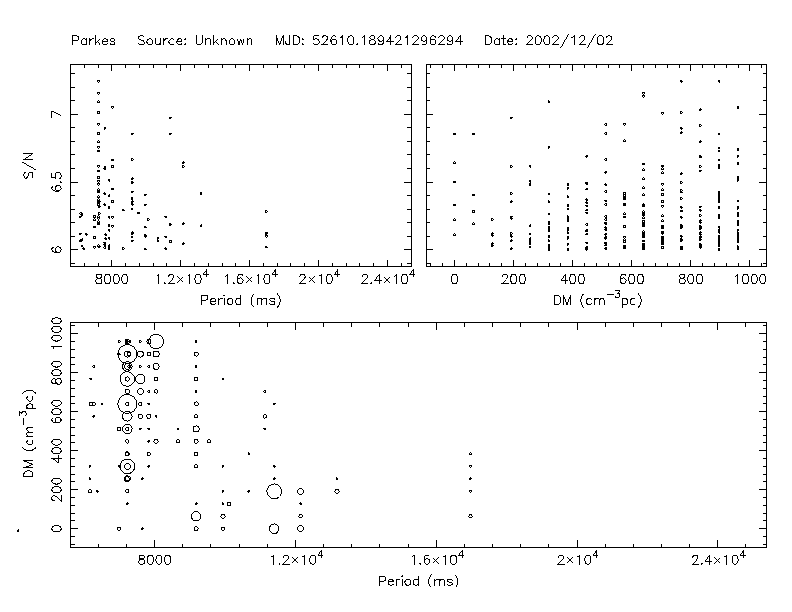 Parkes Source: Unknown MJD: 52610.189421296294 Date: 2002/12/02
S/N
7
6.5
6
8000 1.2×10⁴ 1.6×10⁴ 2×10⁴ 2.4×10⁴
Period (ms)
0 200 400 600 800 1000
DM (cm⁻³pc)
DM (cm⁻³pc)
1000
800
600
400
200
0
8000 1.2×10⁴ 1.6×10⁴ 2×10⁴ 2.4×10⁴
Period (ms)